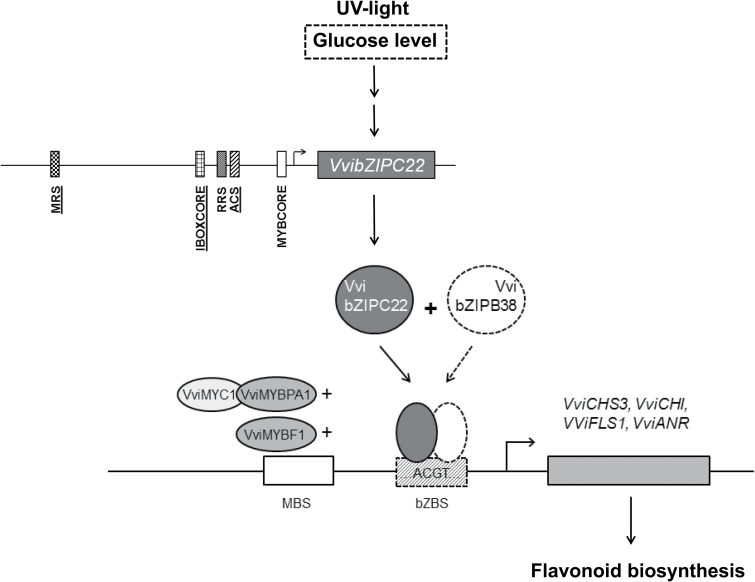 UV-light
Glucose level
VvibZIPC22
MRS
IBOXCORE
RRS
ACS
MYBCORE
Vvi
bZIPC22
+
Vvi
bZIPB38
VviMYC1
VviMYBPA1
+
VviMYBF1
+
VviCHS3, VviCHI,
VViFLS1, VviANR
ACGT
MBS
bZBS
Flavonoid biosynthesis